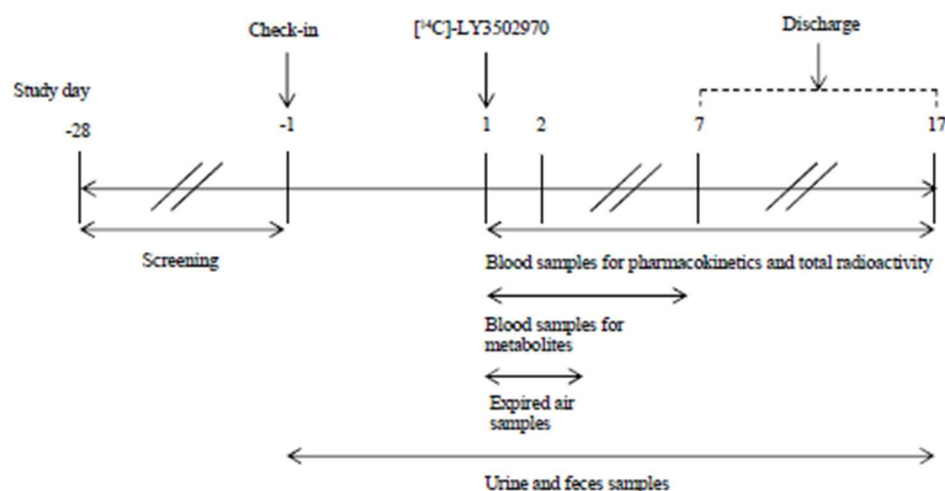 Check-in
[¹⁴C]-LY3502970
Discharge
Study day
-28
-1
1
2
7
17
Screening
Blood samples for pharmacokinetics and total radioactivity
Blood samples for
metabolites
Expired air
samples
Urine and feces samples